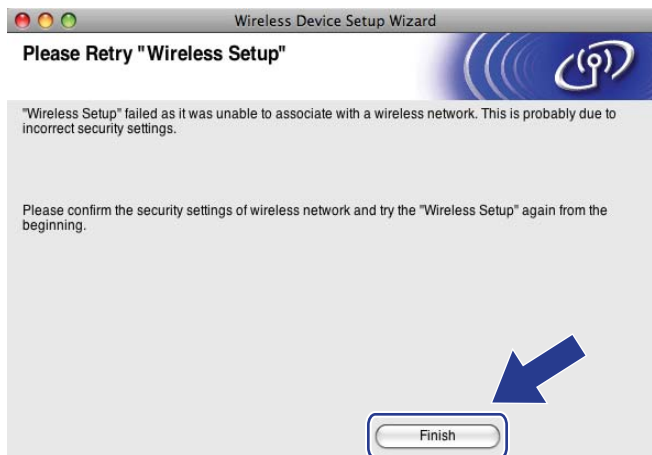 Wireless Device Setup Wizard
Please Retry "Wireless Setup"
"Wireless Setup" failed as it was unable to associate with a wireless network. This is probably due to
incorrect security settings.
Please confirm the security settings of wireless network and try the "Wireless Setup" again from the
beginning.
Finish